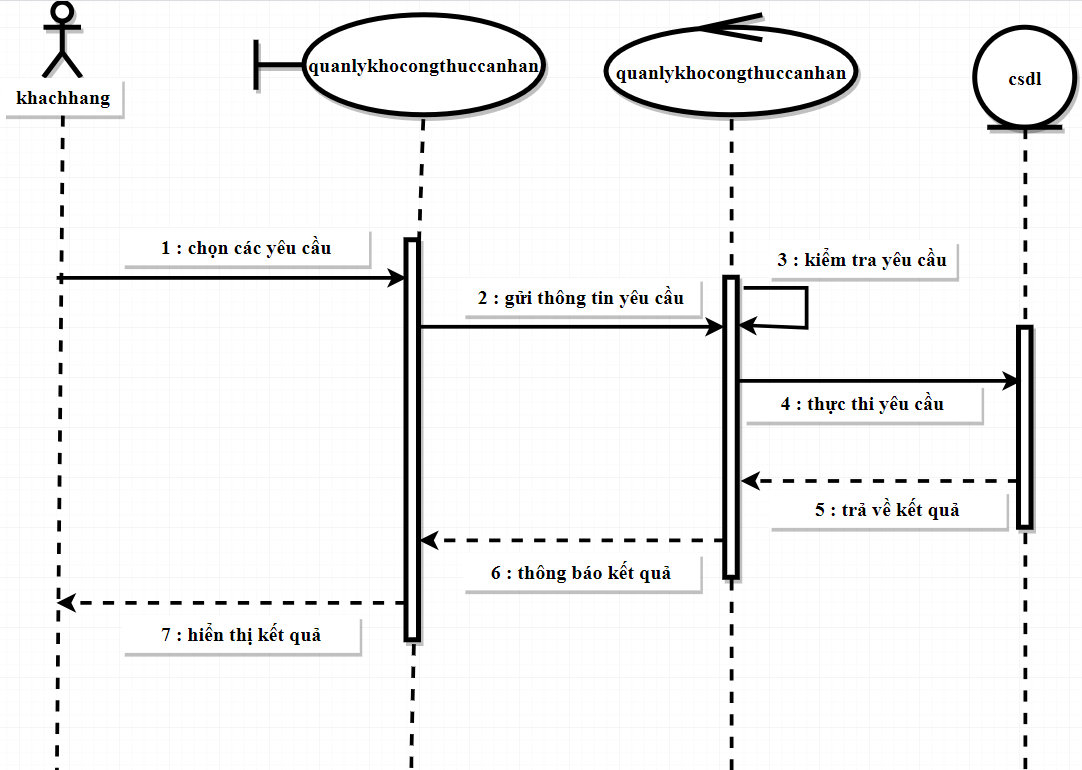 khachhang
quanlykhocongthuccanhan
quanlykhocongthuccanhan
csdl
1 : chọn các yêu cầu
2 : gửi thông tin yêu cầu
3 : kiểm tra yêu cầu
4 : thực thi yêu cầu
5 : trả về kết quả
6 : thông báo kết quả
7 : hiển thị kết quả